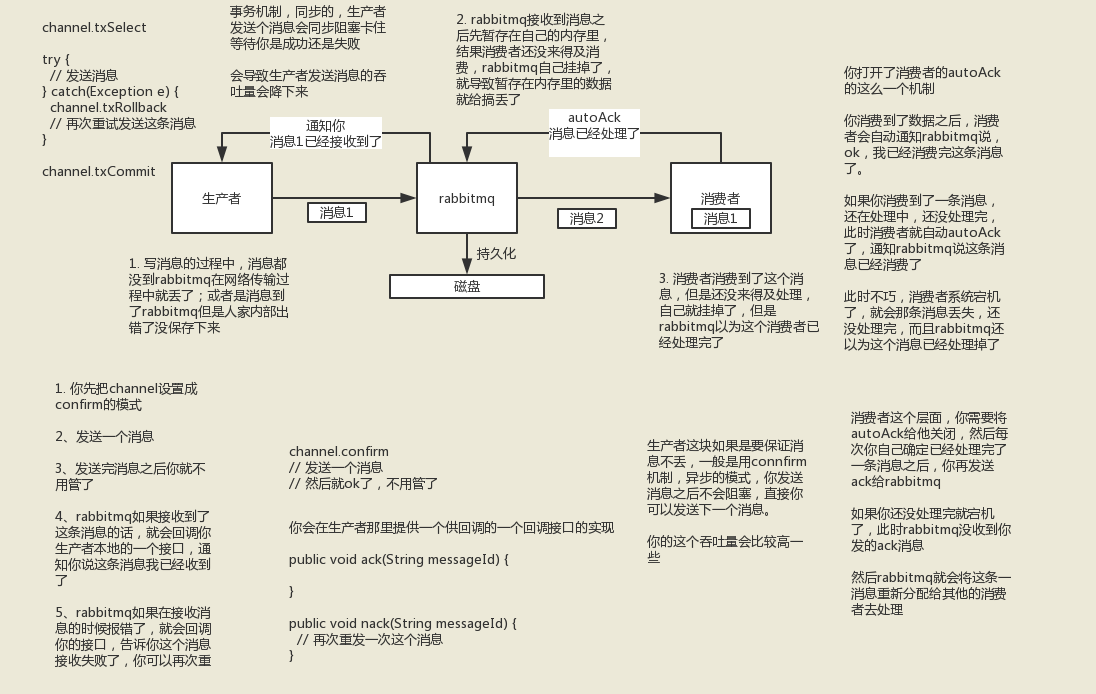 channel.txSelect
try {
// 发送消息
} catch(Exception e) {
channel.txRollback
// 再次重试发送这条消息
}
channel.txCommit
事务机制，同步的，生产者
发送个消息会同步阻塞卡住
等待你是成功还是失败
会导致生产者发送消息的吞
吐量会降下来
2. rabbitmq接收到消息之
后先暂存在自己的内存里，
结果消费者还没来得及消
费，rabbitmq自己挂掉了，
就导致暂存在内存里的数据
就给搞丢了
你打开了消费者的autoAck
的这么一个机制
你消费到了数据之后，消费
者会自动通知rabbitmq说，
ok，我已经消费完这条消息
了。
如果你消费到了一条消息，
还在处理中，还没处理完，
此时消费者就自动autoAck
了，通知rabbitmq说这条消
息已经消费了
此时不巧，消费者系统宕机
了，就会那条消息丢失，还
没处理完，而且rabbitmq还
以为这个消息已经处理掉了
通知你
消息1已经接收到了
autoAck
消息已经处理了
生产者
消息1
rabbitmq
消息2
消费者
消息1
持久化
磁盘
1. 写消息的过程中，消息都
没到rabbitmq在网络传输过
程中就丢了；或者是消息到
了rabbitmq但是人家内部出
错了没保存下来
3. 消费者消费到了这个消
息，但是还没来得及处理，
自己就挂掉了，但是
rabbitmq以为这个消费者已
经处理完了
1. 你先把channel设置成
confirm的模式
2、发送一个消息
3、发送完消息之后你就不
用管了
4、rabbitmq如果接收到了
这条消息的话，就会回调你
生产者本地的一个接口，通
知你说这条消息我已经收到
了
5、rabbitmq如果在接收消
息的时候报错了，就会回调
你的接口，告诉你这个消息
接收失败了，你可以再次重
channel.confirm
// 发送一个消息
// 然后就ok了，不用管了
你会在生产者那里提供一个供回调的一个回调接口的实现
public void ack(String messageId) {
}
public void nack(String messageId) {
// 再次重发一次这个消息
}
生产者这块如果是要保证消
息不丢，一般是用connfirm
机制，异步的模式，你发送
消息之后不会阻塞，直接你
可以发送下一个消息。
你的这个吞吐量会比较高一
些
消费者这个层面，你需要将
autoAck给他关闭，然后每
次你自己确定已经处理完了
一条消息之后，你再发送
ack给rabbitmq
如果你还没处理完就宕机
了，此时rabbitmq没收到你
发的ack消息
然后rabbitmq就会将这条一
消息重新分配给其他的消费
者去处理